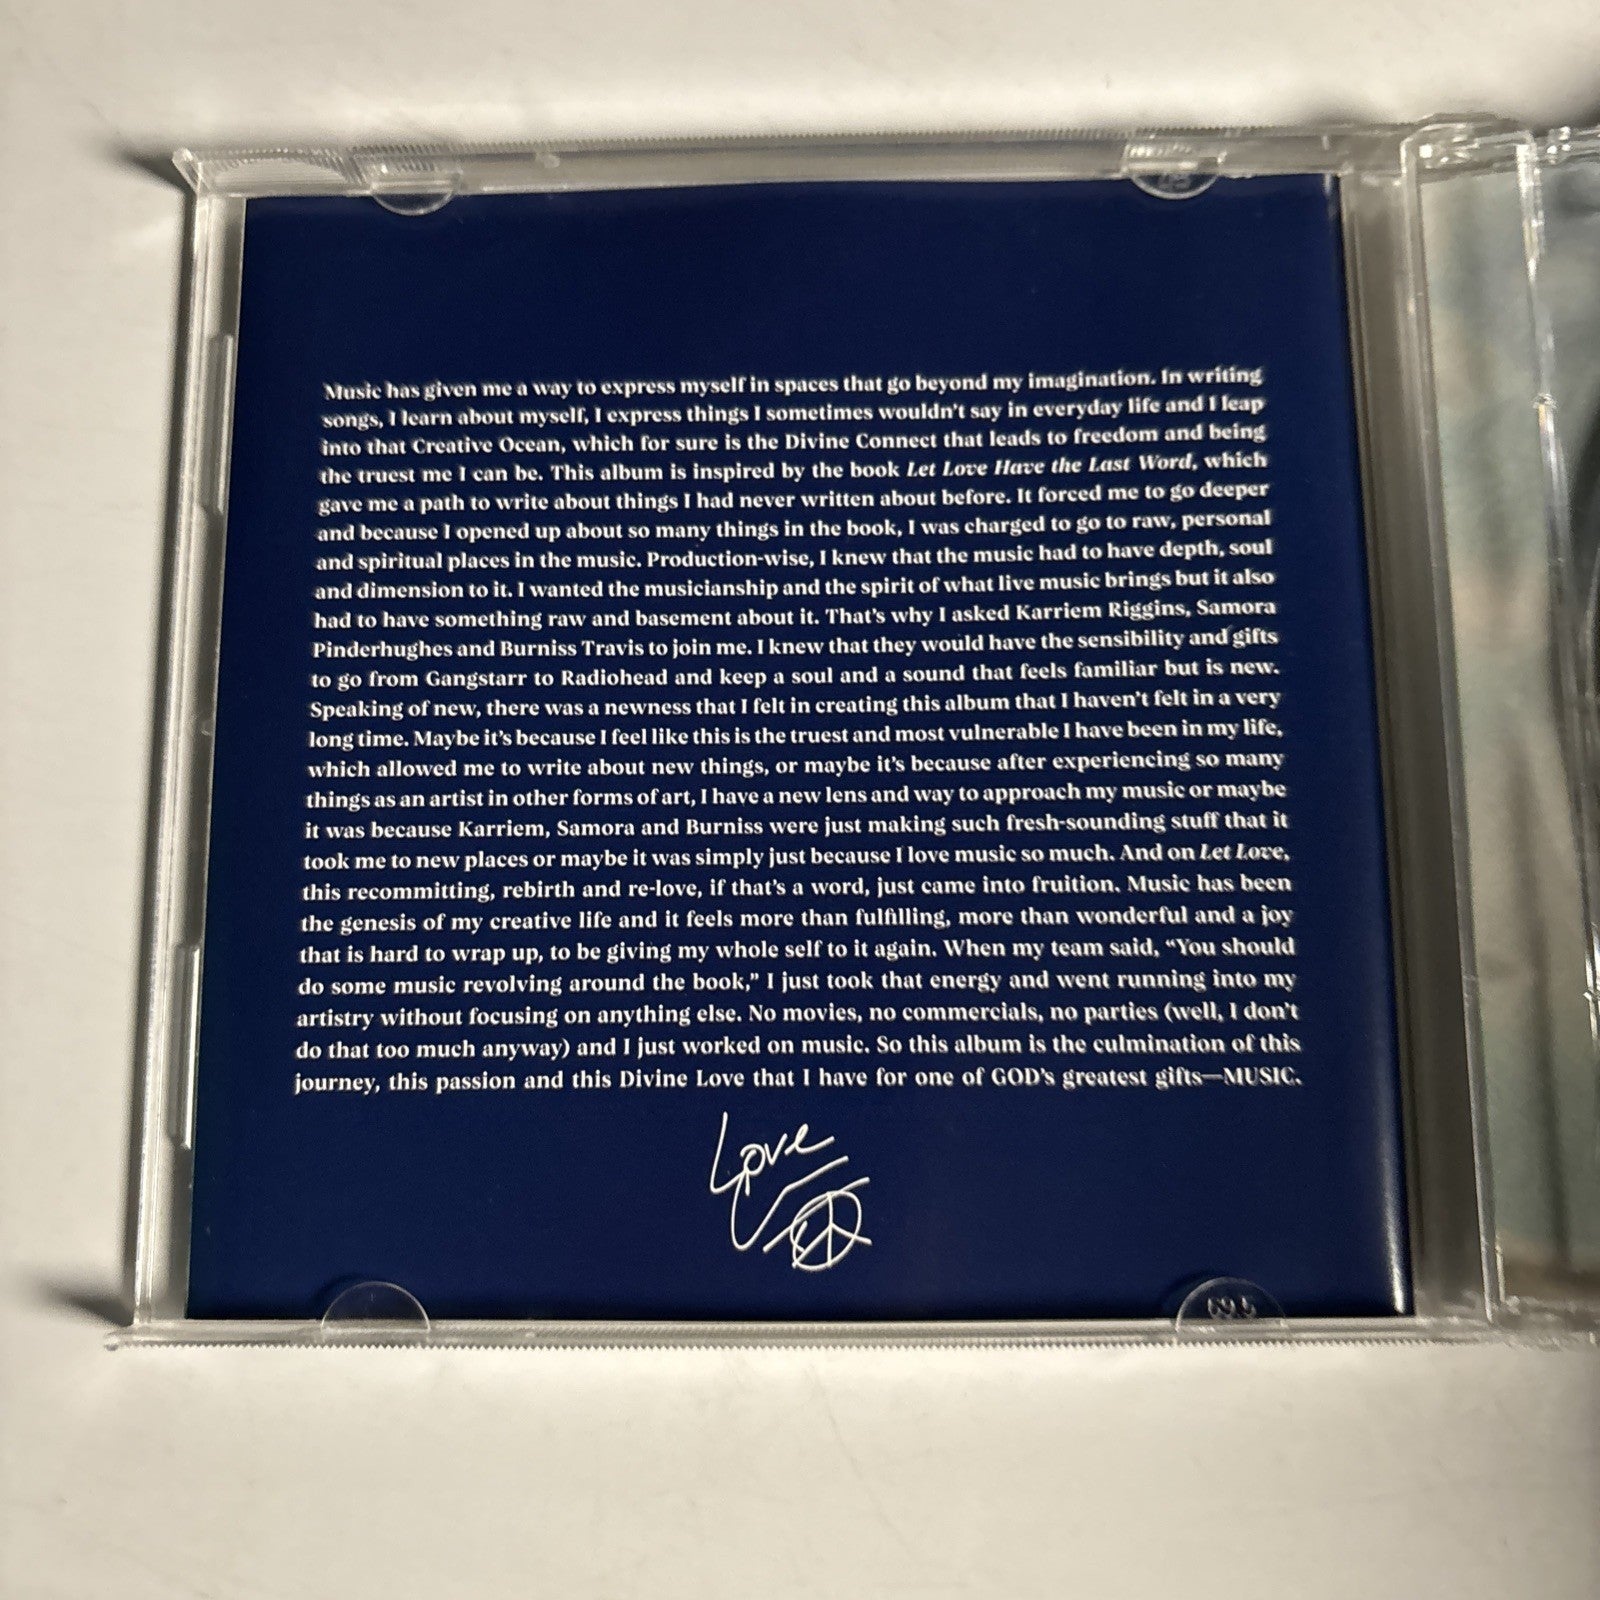 Music has given me a way to express myself in spaces that go beyond my imagination. In writing
songs, I learn about myself, I express things I sometimes wouldn't say in everyday life and I leap
into that Creative Ocean, which for sure is the Divine Connect that leads to freedom and being
the truest me I can be. This album is inspired by the book Let Love Have the Last Word, which
gave me a path to write about things I had never written about before. It forced me to go deeper
and because I opened up about so many things in the book, I was charged to go to raw, personal
and spiritual places in the music. Production-wise, I knew that the music had to have depth, soul
and dimension to it. I wanted the musicianship and the spirit of what live music brings but it also
had to have something raw and basement about it. That's why I asked Karriem Riggins, Samora
Pinderhughes and Burniss Travis to join me. I knew that they would have the sensibility and gifts
to go from Gangstarr to Radiohead and keep a soul and a sound that feels familiar but is new.
Speaking of new, there was a newness that I felt in creating this album that I haven't felt in a very
long time. Maybe it's because I feel like this is the truest and most vulnerable I have been in my life,
which allowed me to write about new things, or maybe it's because after experiencing so many
things as an artist in other forms of art, I have a new lens and way to approach my music or maybe
it was because Karriem, Samora and Burniss were just making such fresh-sounding stuff that it
took me to new places or maybe it was simply just because I love music so much. And on Let Love,
this recommitting, rebirth and re-love, if that's a word, just came into fruition. Music has been
the genesis of my creative life and it feels more than fulfilling, more than wonderful and a joy
that is hard to wrap up, to be giving my whole self to it again. When my team said, “You should
do some music revolving around the book,” I just took that energy and went running into my
artistry without focusing on anything else. No movies, no commercials, no parties (well, I don't
do that too much anyway) and I just worked on music. So this album is the culmination of this
journey, this passion and this Divine Love that I have for one of GOD's greatest gifts—MUSIC.
Love